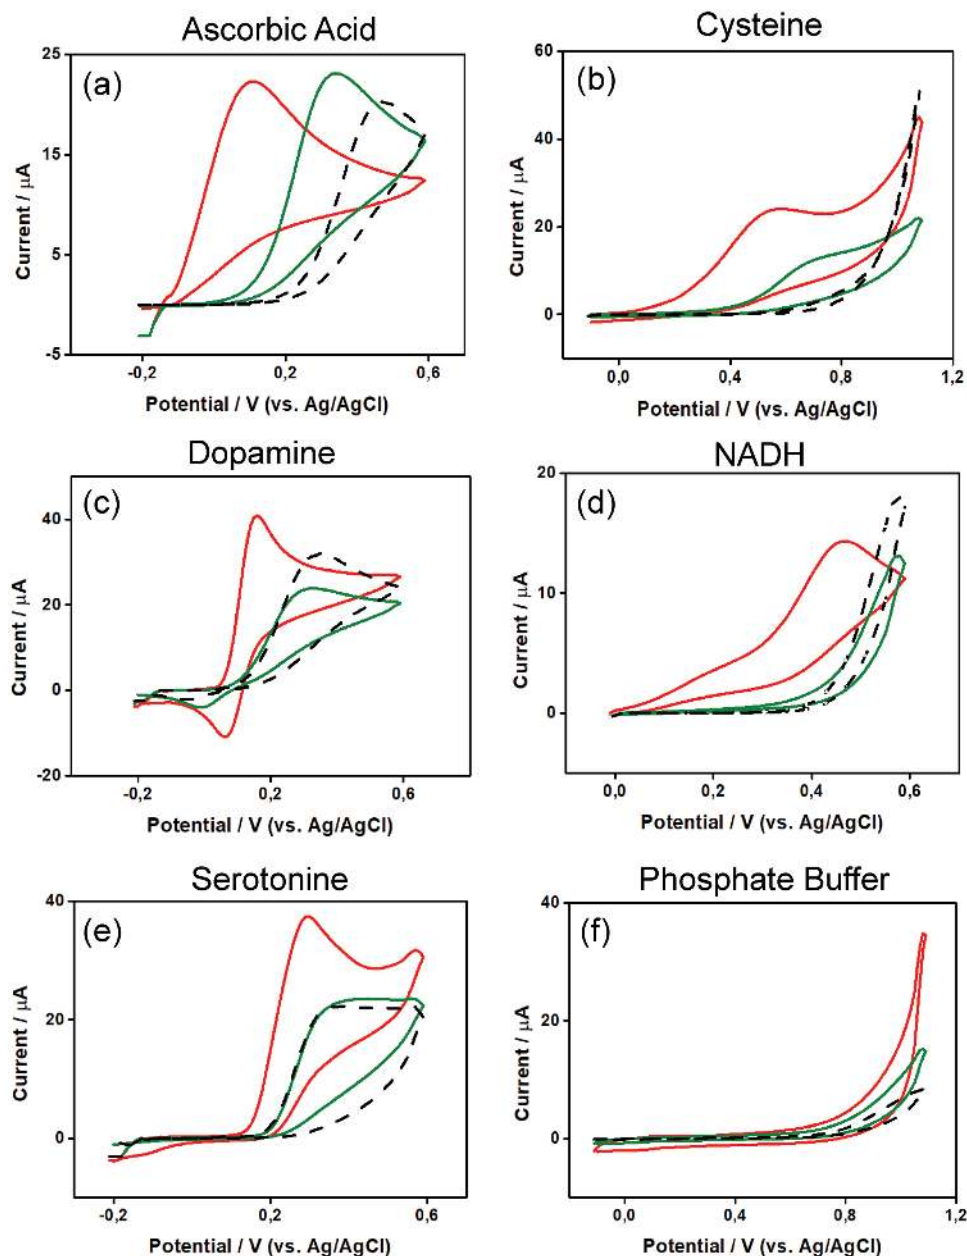 Ascorbic Acid
(a)
25
15
5
-5
Current / µA
-0,2 0,2 0,6
Potential / V (vs. Ag/AgCl)
Cysteine
(b)
60
40
20
0
Current / µA
0,0 0,4 0,8 1,2
Potential / V (vs. Ag/AgCl)
Dopamine
(c)
40
20
0
-20
Current / µA
-0,2 0,2 0,6
Potential / V (vs. Ag/AgCl)
NADH
(d)
20
10
0
Current / µA
0,0 0,2 0,4 0,6
Potential / V (vs. Ag/AgCl)
Serotonine
(e)
40
20
0
Current / µA
-0,2 0,2 0,6
Potential / V (vs. Ag/AgCl)
Phosphate Buffer
(f)
40
20
0
Current / µA
0,0 0,4 0,8 1,2
Potential / V (vs. Ag/AgCl)